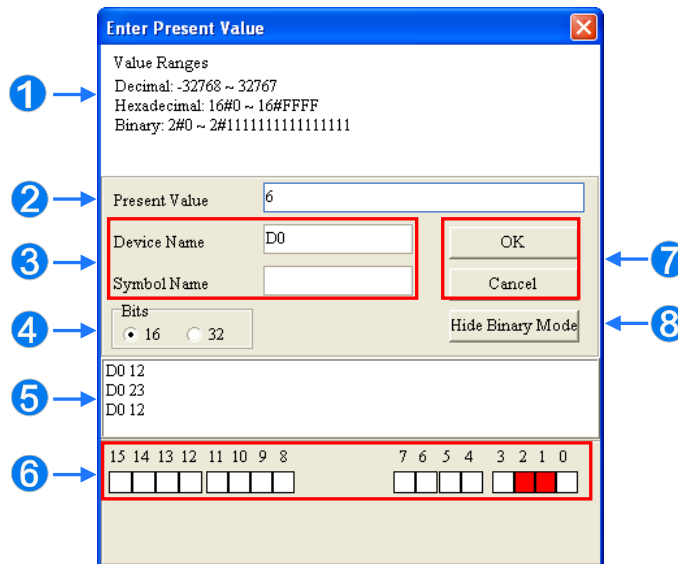 Enter Present Value
Value Ranges
Decimal: -32768 ~ 32767
Hexadecimal: 16#0 ~ 16#FFFF
Binary: 2#0 ~ 2#1111111111111111
1
2
Present Value 6
3
Device Name D0
Symbol Name
OK
Cancel
7
4
Bits
16 32
Hide Binary Mode
8
5
D0 12
D0 23
D0 12
6
15 14 13 12 11 10 9 8 7 6 5 4 3 2 1 0